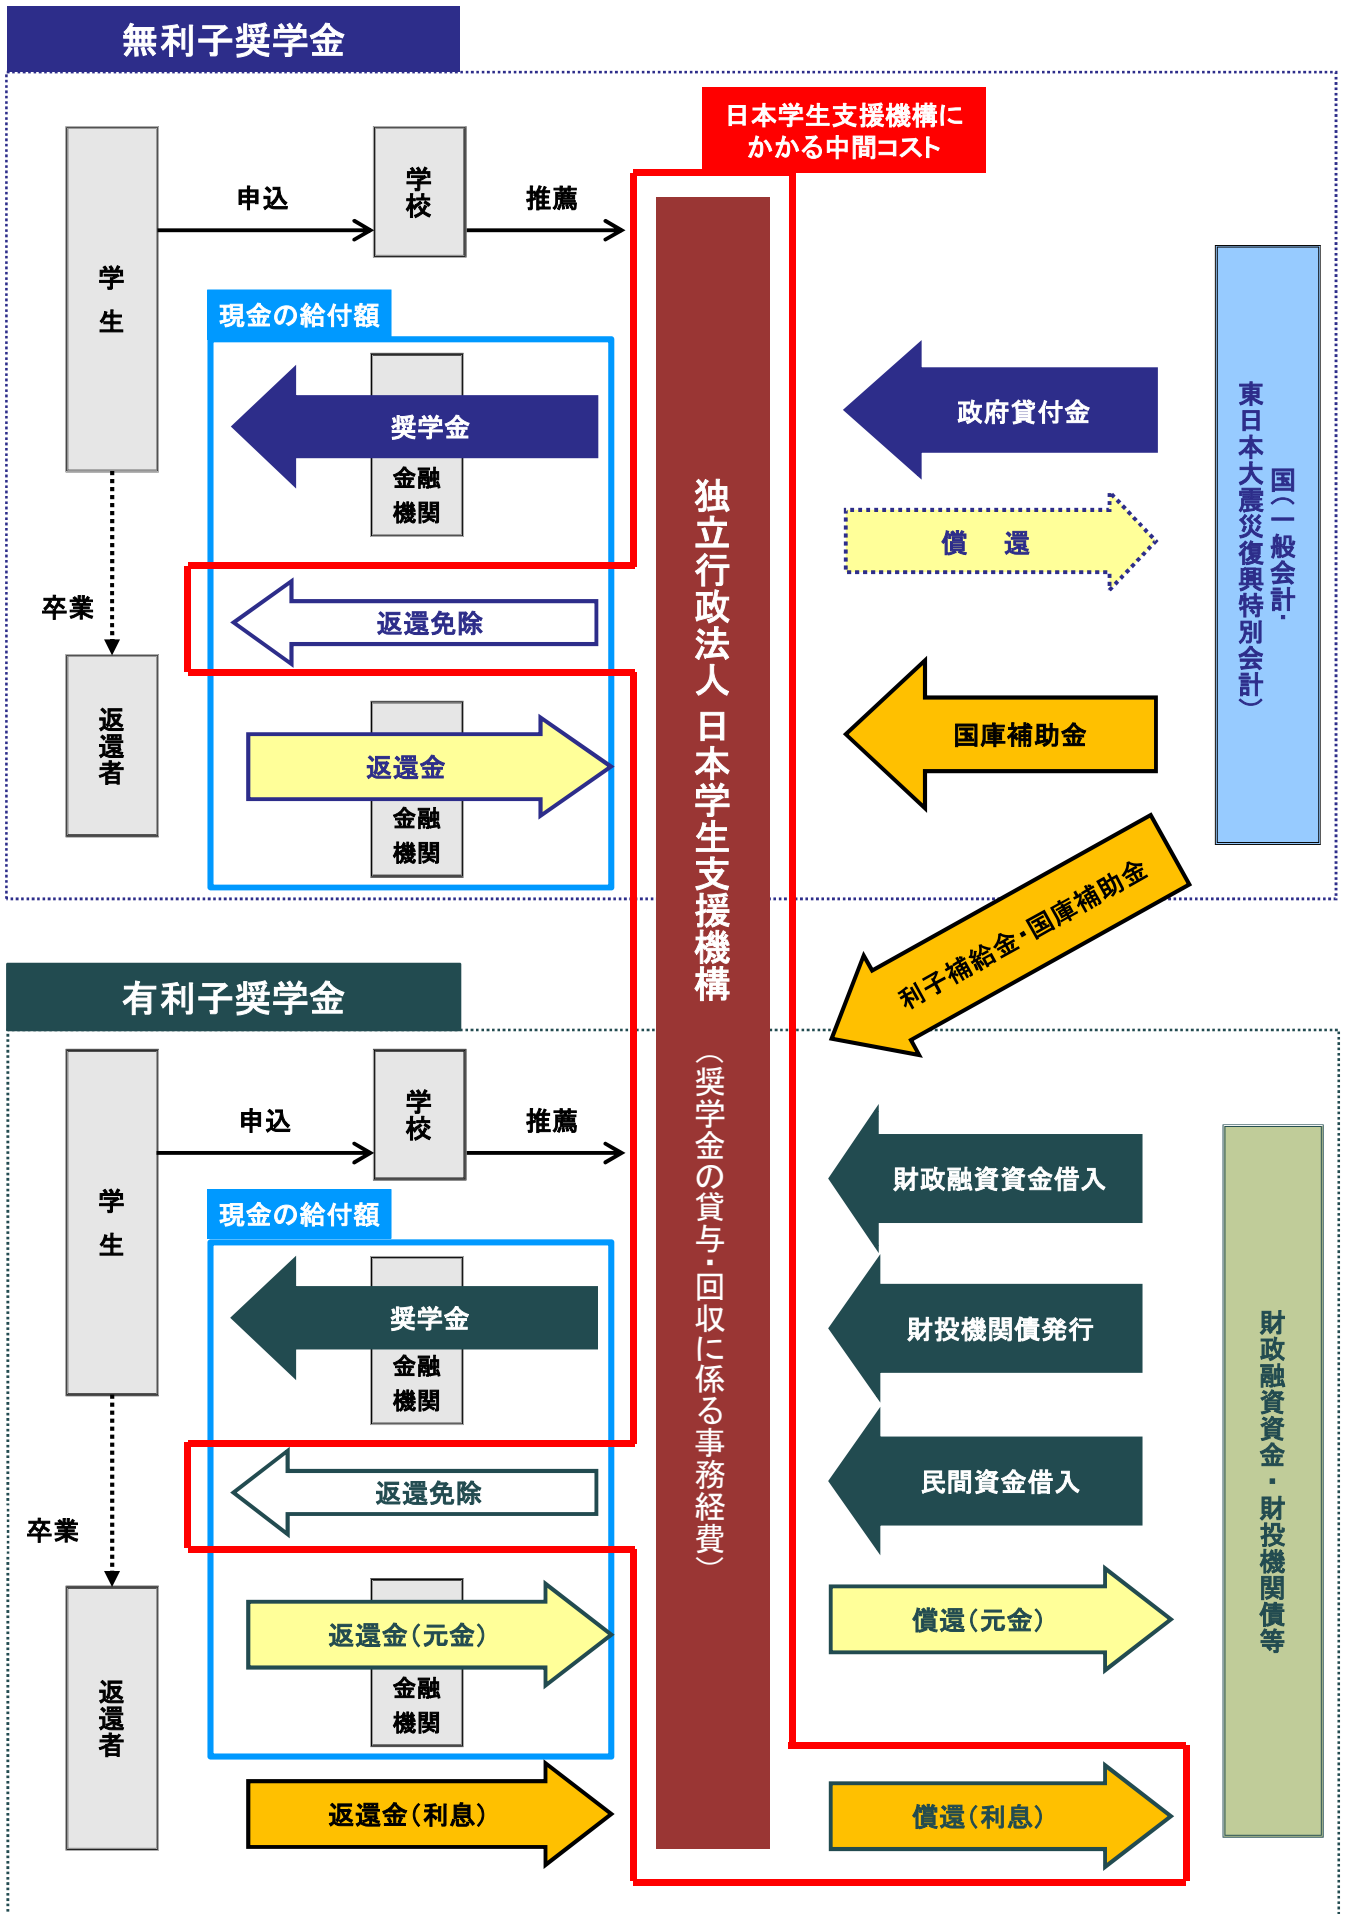 無利子奨学金
日本学生支援機構に
かかる中間コスト
学生
申込
学校
推薦
現金の給付額
奨学金
金融
機関
卒業
返還免除
返還者
返還金
金融
機関
独立行政法人 日本学生支援機構
（奨学金の貸与・回収に係る事務経費）
政府貸付金
償　還
国庫補助金
利子補給金・国庫補助金
国（一般会計・
東日本大震災復興特別会計）
有利子奨学金
学生
申込
学校
推薦
現金の給付額
奨学金
金融
機関
卒業
返還免除
返還者
返還金（元金）
金融
機関
返還金（利息）
財政融資資金借入
財投機関債発行
民間資金借入
償還（元金）
償還（利息）
財政融資資金・財投機関債等